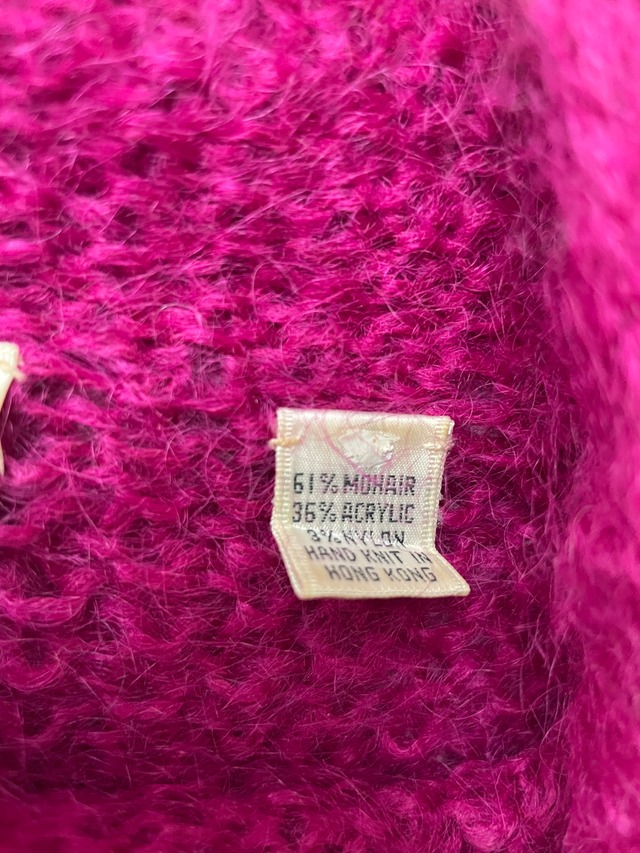 61% MOHAIR
36% ACRYLIC
3% NYLON
HAND KNIT IN
HONG KONG